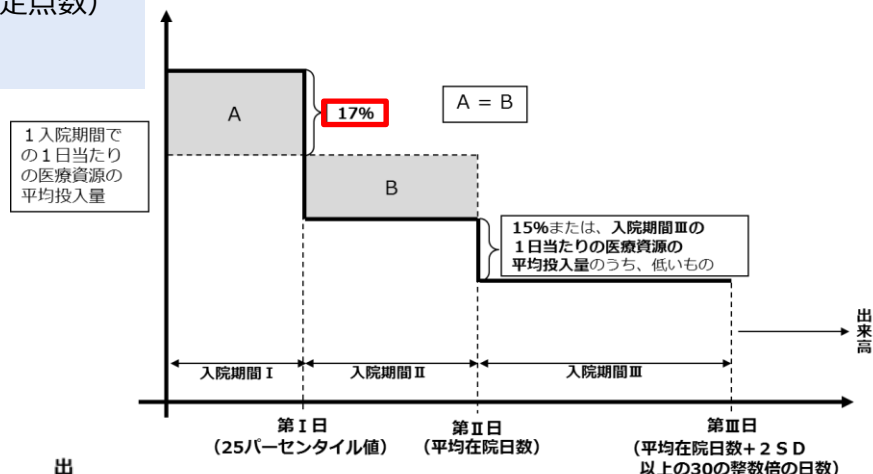 定点数）
A
17%
A = B
１入院期間で
の１日当たり
の医療資源の
平均投入量
B
15%または、入院期間Ⅲの
１日当たりの医療資源の
平均投入量のうち、低いもの
出来高
入院期間Ⅰ
入院期間Ⅱ
入院期間Ⅲ
第Ⅰ日
（25パーセンタイル値）
第Ⅱ日
（平均在院日数）
第Ⅲ日
（平均在院日数+２ＳＤ
以上の30の整数倍の日数）
出